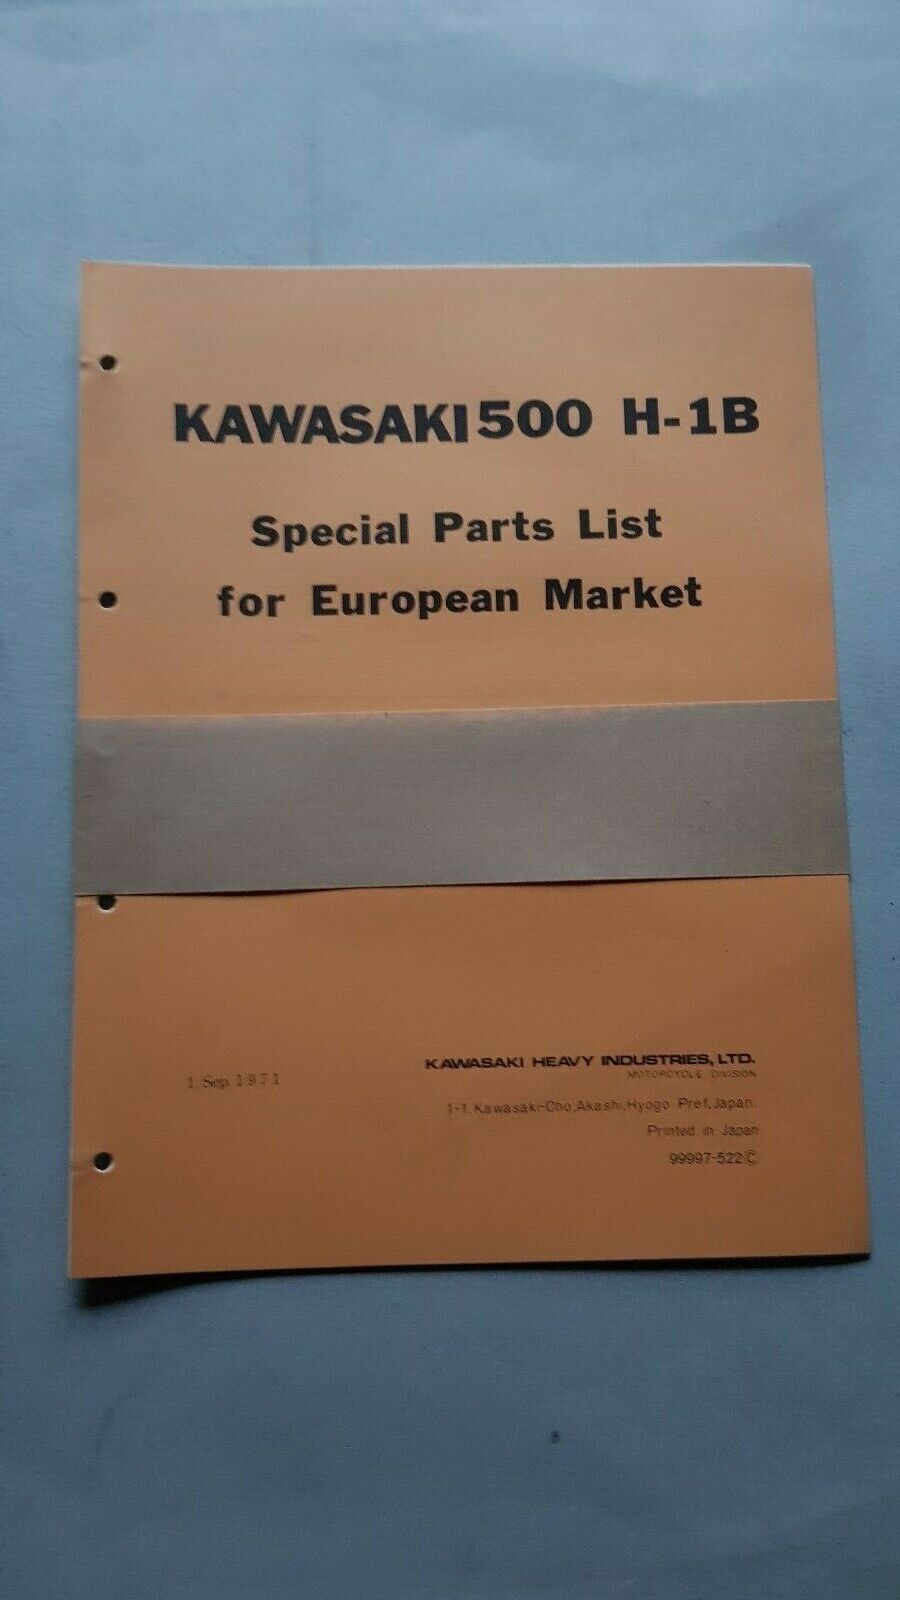 KAWASAKI 500 H-1B
Special Parts List
for European Market
1 Sep. 1971
KAWASAKI HEAVY INDUSTRIES, LTD.
MOTORCYCLE DIVISION
1-1. Kawasaki-Cho, Akashi, Hyogo Pref, Japan.
Printed in Japan
99997-522 Ⓒ